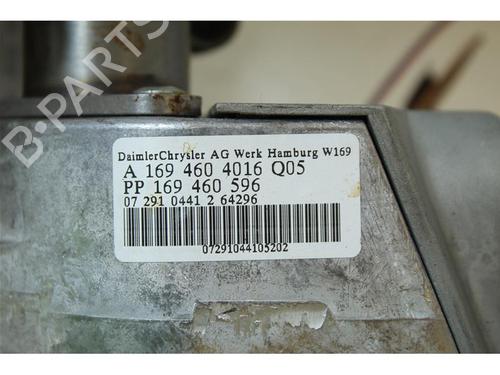 B-PARTS
DaimlerChrysler AG Werk Hamburg W169
A 169 460 4016 Q05
PP 169 460 596
07 291 0441 2 64296
07291044105202